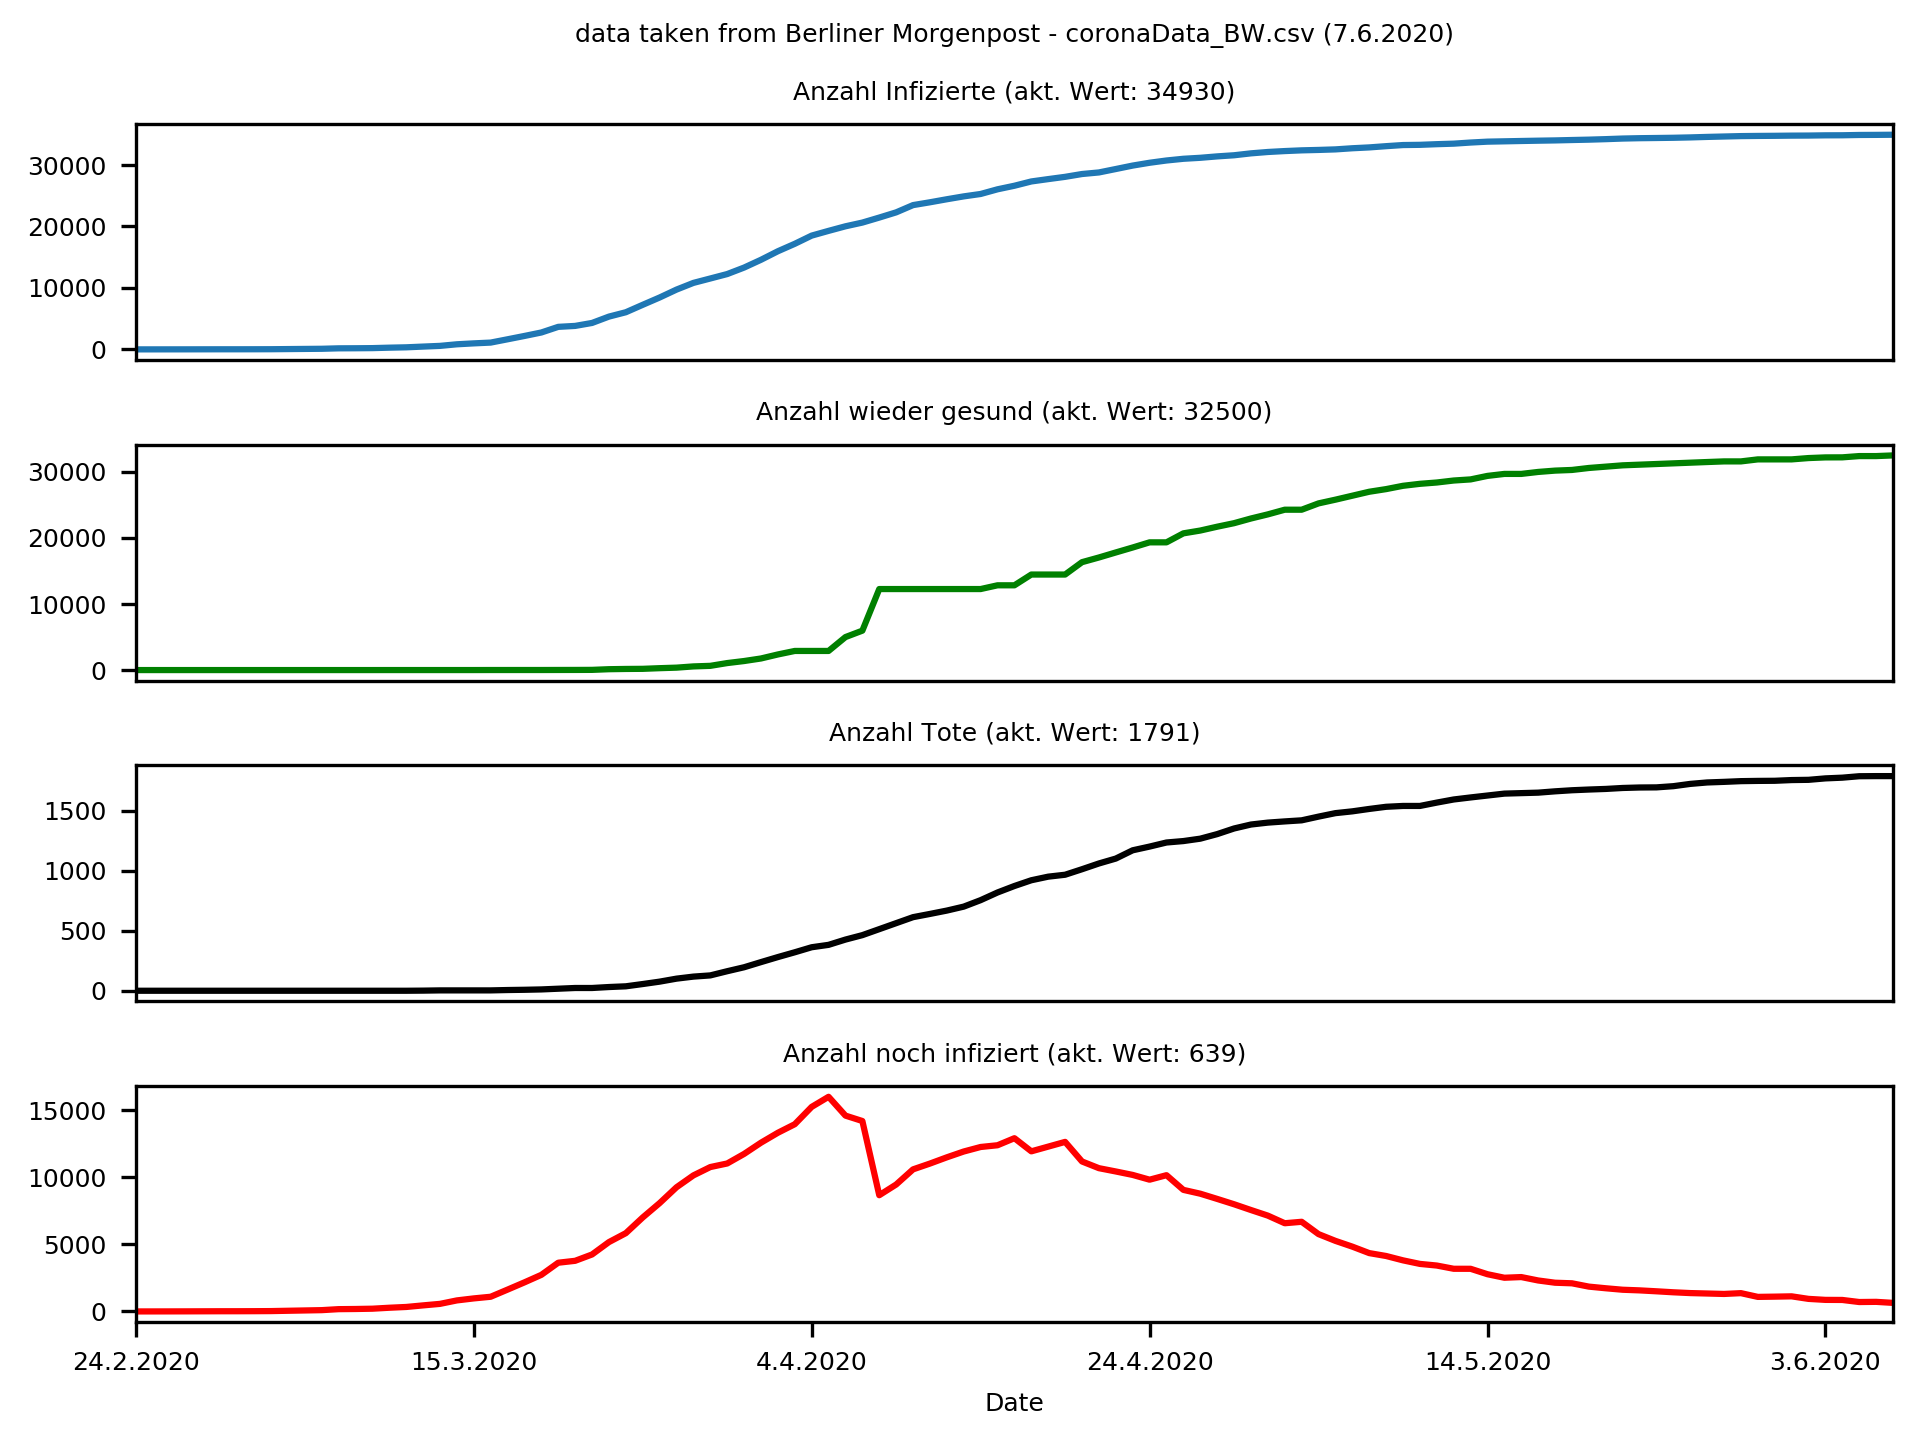 data taken from Berliner Morgenpost - coronaData_BW.csv (7.6.2020)
Anzahl Infizierte (akt. Wert: 34930)
30000
20000
10000
0
Anzahl wieder gesund (akt. Wert: 32500)
30000
20000
10000
0
Anzahl Tote (akt. Wert: 1791)
1500
1000
500
0
Anzahl noch infiziert (akt. Wert: 639)
15000
10000
5000
0
24.2.2020 15.3.2020 4.4.2020 24.4.2020 14.5.2020 3.6.2020
Date